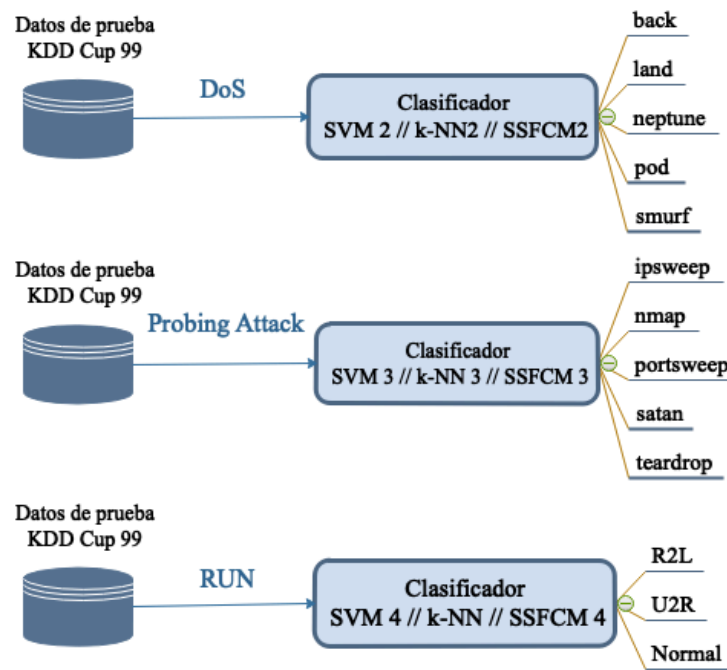 Datos de prueba
KDD Cup 99
DoS
Clasificador
SVM 2 // k-NN2 // SSFCM2
back
land
neptune
pod
smurf
Datos de prueba
KDD Cup 99
Probing Attack
Clasificador
SVM 3 // k-NN 3 // SSFCM 3
ipsweep
nmap
portsweep
satan
teardrop
Datos de prueba
KDD Cup 99
RUN
Clasificador
SVM 4 // k-NN // SSFCM 4
R2L
U2R
Normal